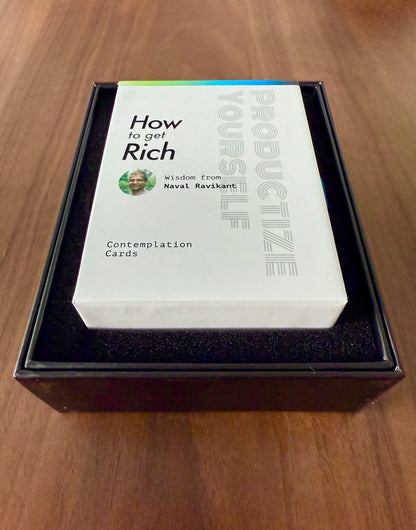 How
to get
Rich
Wisdom from
Naval Ravikant
Contemplation
Cards
PRODUCTIZE
YOURSELF